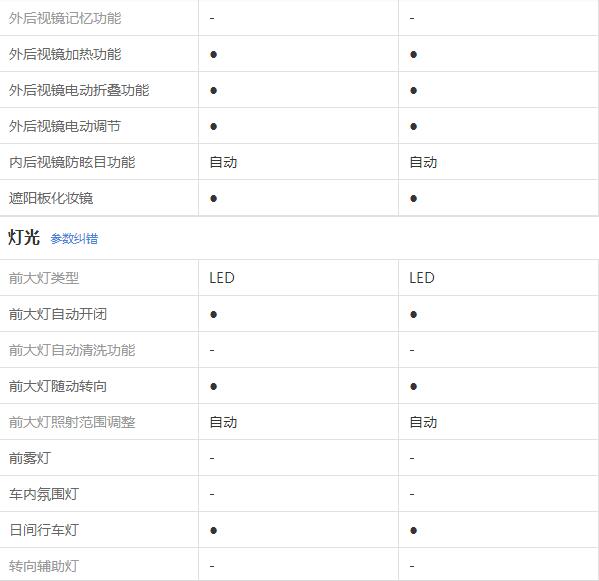 外后视镜记忆功能 - -
外后视镜加热功能 ● ●
外后视镜电动折叠功能 ● ●
外后视镜电动调节 ● ●
内后视镜防眩目功能 自动 自动
遮阳板化妆镜 ● ●
灯光 参数纠错
前大灯类型 LED LED
前大灯自动开闭 ● ●
前大灯自动清洗功能 - -
前大灯随动转向 ● ●
前大灯照射范围调整 自动 自动
前雾灯 - -
车内氛围灯 - -
日间行车灯 ● ●
转向辅助灯 - -